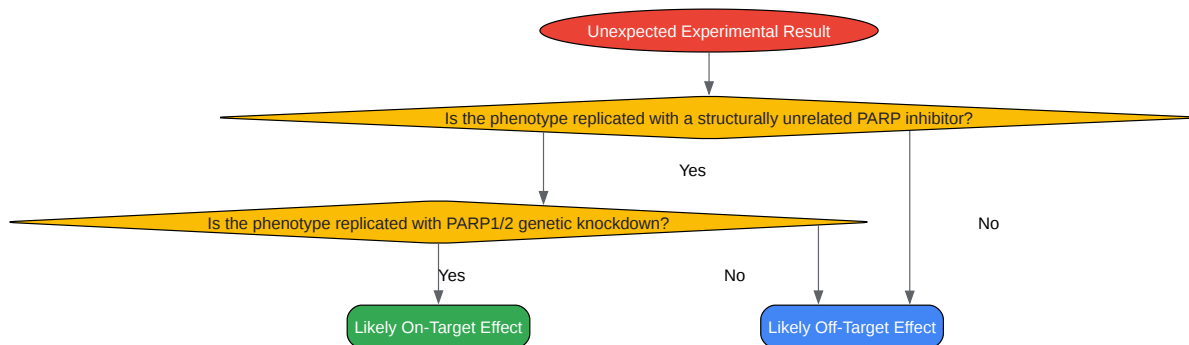 Unexpected Experimental Result
Is the phenotype replicated with a structurally unrelated PARP inhibitor?
Yes
Is the phenotype replicated with PARP1/2 genetic knockdown?
No
Yes
No
Likely On-Target Effect
Likely Off-Target Effect